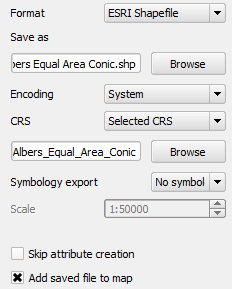 Format ESRI Shapefile
Save as
bers Equal Area Conic.shp Browse
Encoding System
CRS Selected CRS
Albers_Equal_Area_Conic Browse
Symbology export No symbol
Scale 1:50000
Skip attribute creation
Add saved file to map